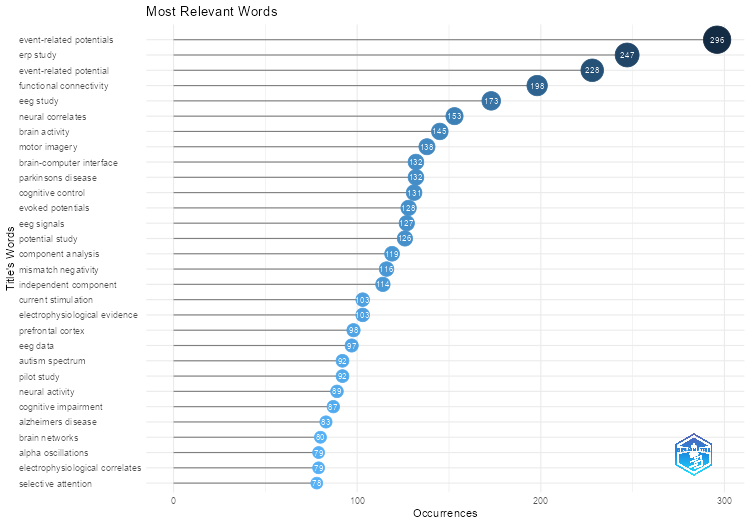 Most Relevant Words
event-related potentials 296
erp study 247
event-related potential 228
functional connectivity 198
eeg study 173
neural correlates 153
brain activity 145
motor imagery 138
brain-computer interface 132
parkinsons disease 132
cognitive control 131
evoked potentials 128
eeg signals 127
potential study 126
component analysis 119
mismatch negativity 116
independent component 114
current stimulation 103
electrophysiological evidence 103
prefrontal cortex 98
eeg data 97
autism spectrum 92
pilot study 92
neural activity 89
cognitive impairment 87
alzheimers disease 83
brain networks 80
alpha oscillations 79
electrophysiological correlates 79
selective attention 78
Title's Words
0 100 200 300
Occurrences